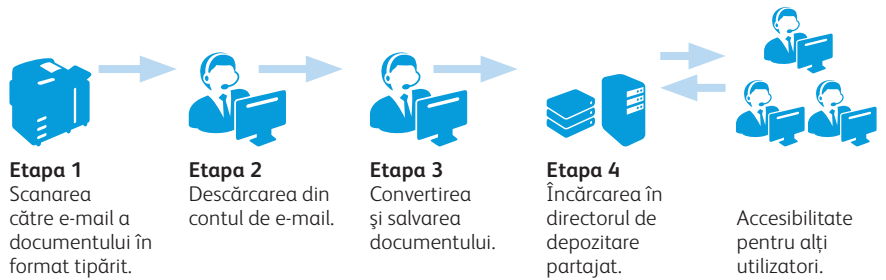 Etapa 1
Scanarea
către e-mail a
documentului în
format tipărit.
Etapa 2
Descărcarea din
contul de e-mail.
Etapa 3
Convertirea
şi salvarea
documentului.
Etapa 4
Încărcarea în
directorul de
depozitare
partajat.
Accesibilitate
pentru alți
utilizatori.